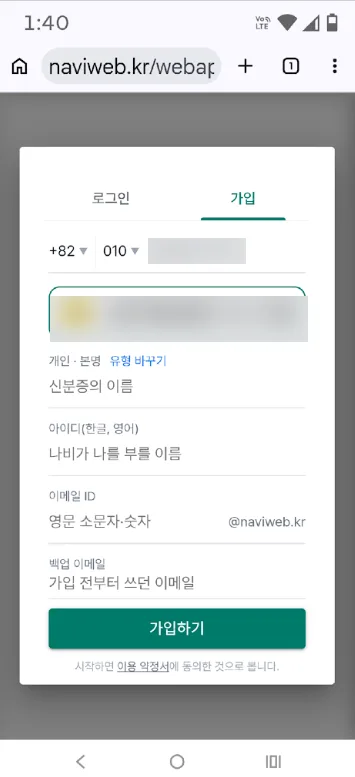 1:40
Vo LTE
naviweb.kr/webap
1
로그인 가입
+82 ▼ 010 ▼
개인 · 본명 유형 바꾸기
신분증의 이름
아이디(한글, 영어)
나비가 나를 부를 이름
이메일 ID
영문 소문자·숫자 @naviweb.kr
백업 이메일
가입 전부터 쓰던 이메일
가입하기
시작하면 이용 약정서에 동의한 것으로 봅니다.